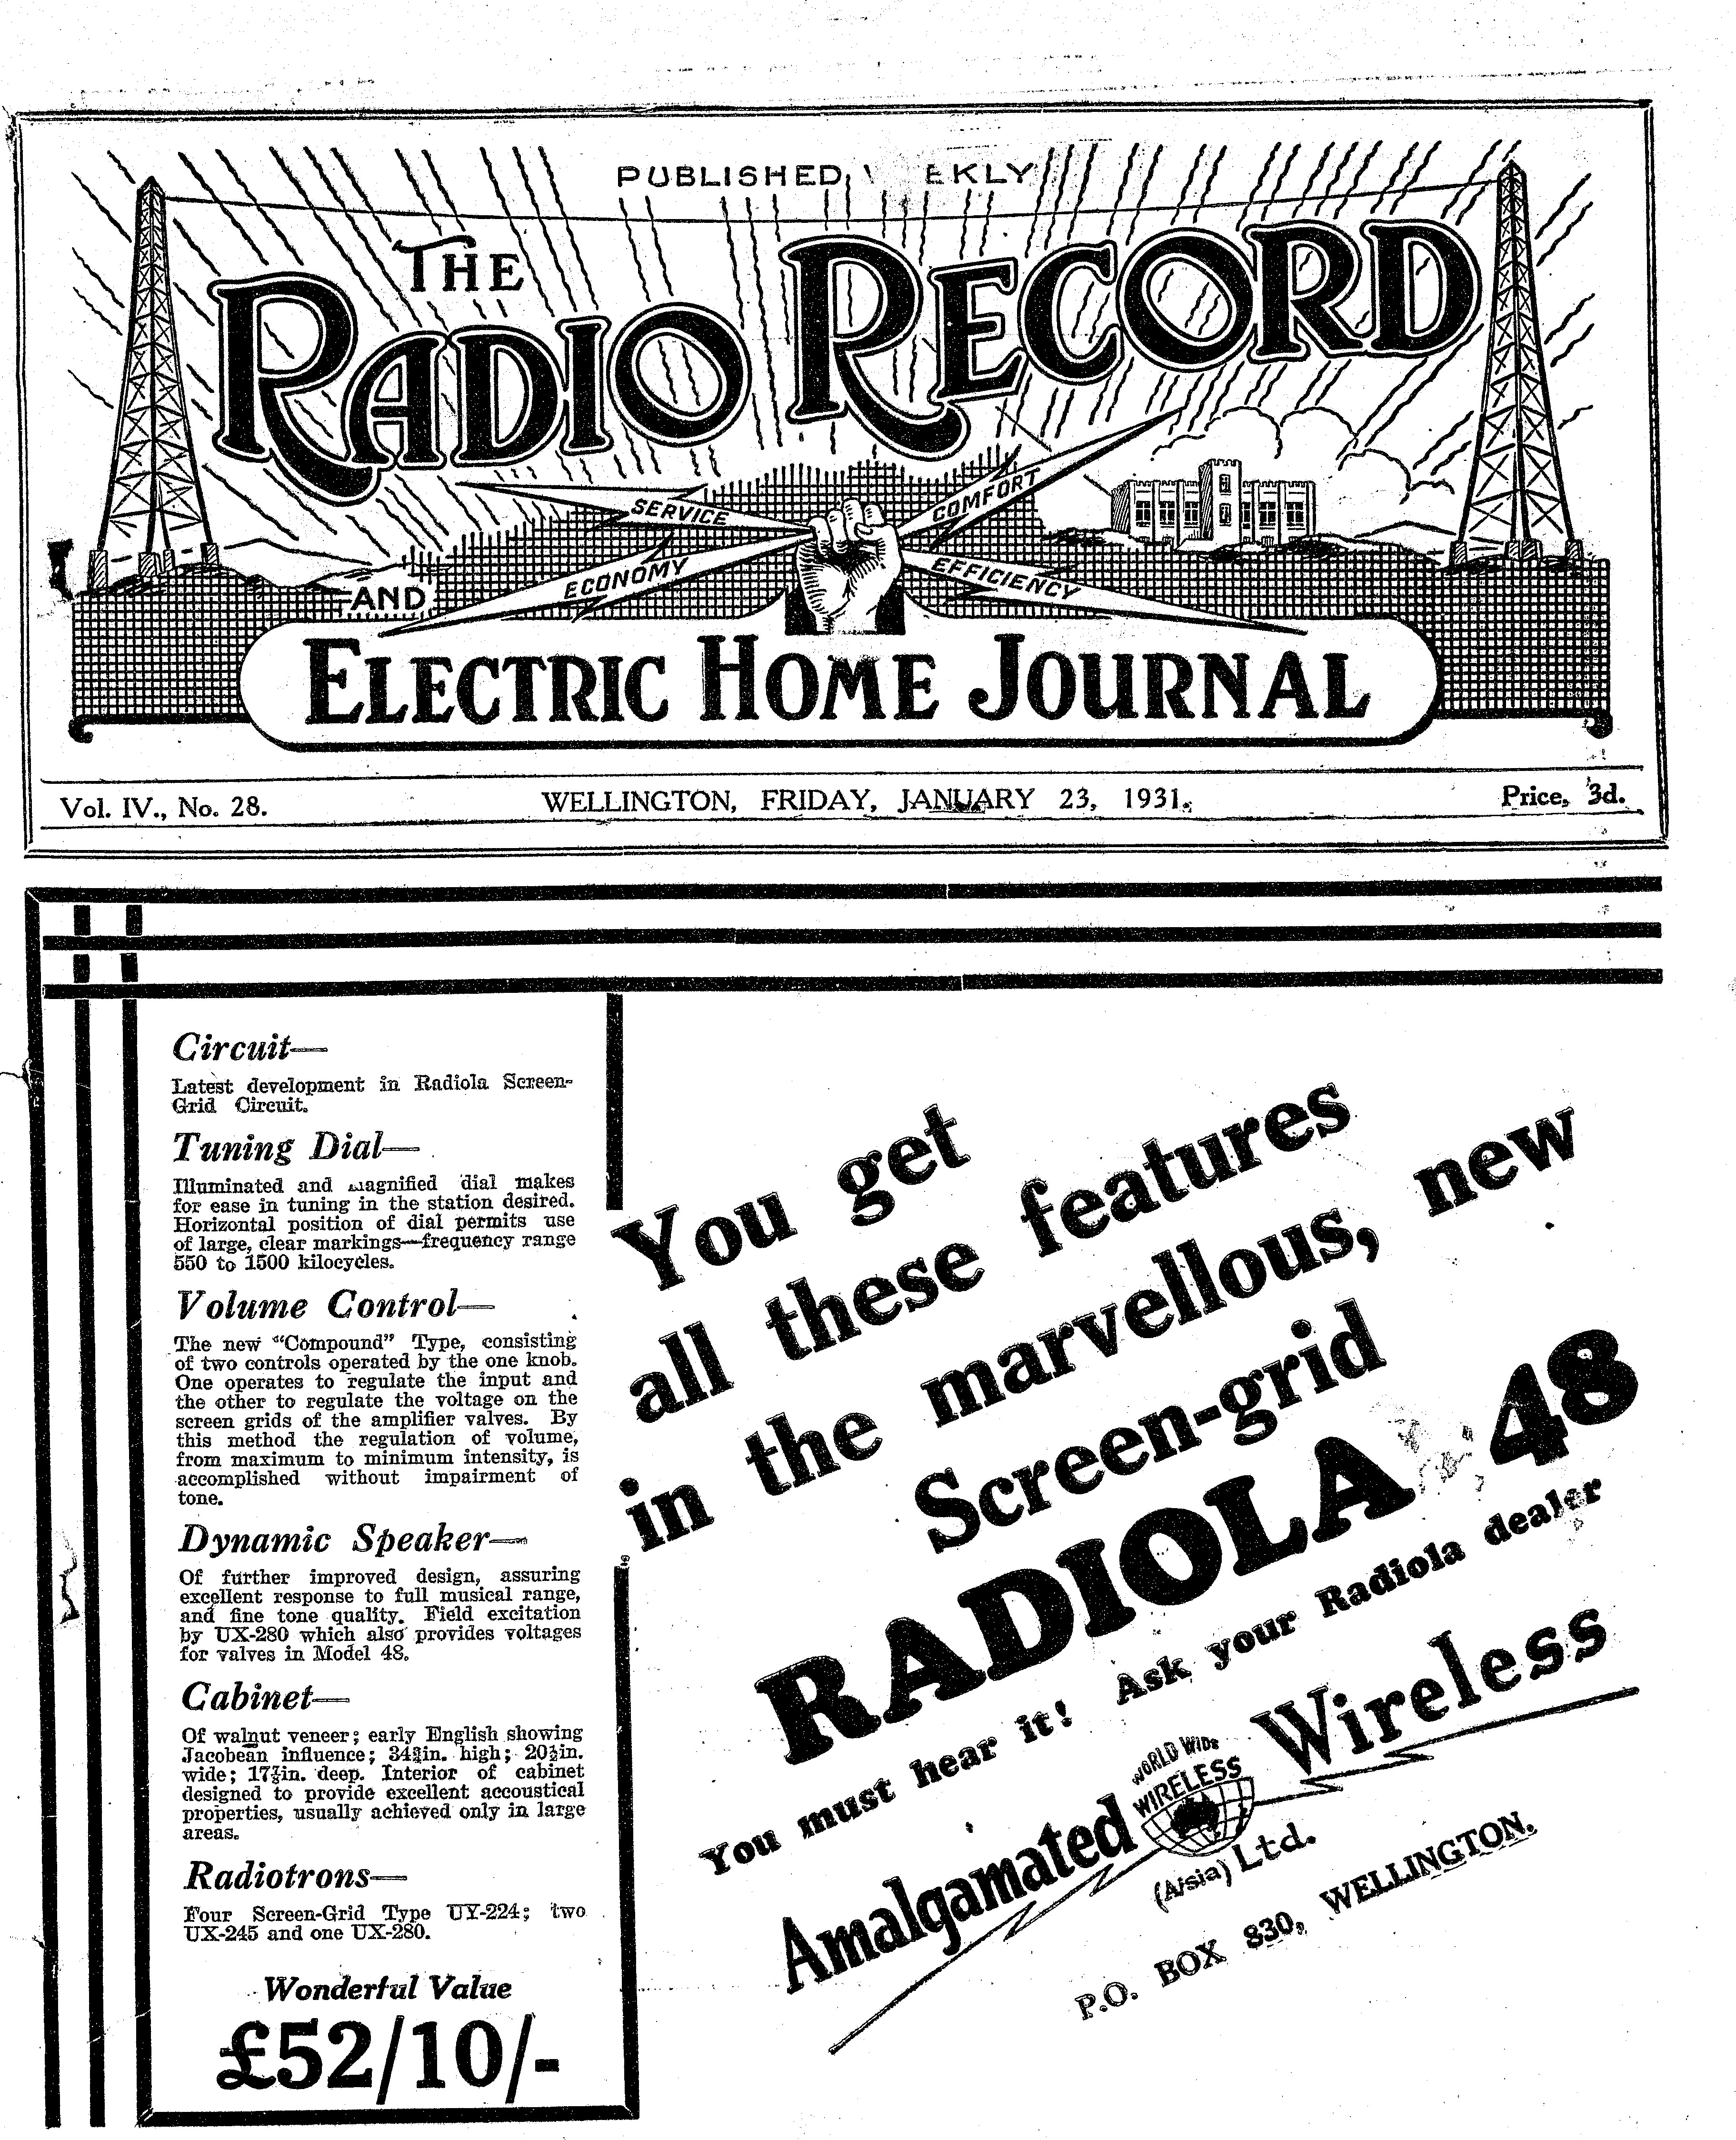 PUBLISHED
THE
RADIO RECORD
SERVICE
COMFORT
ECONOMY
EFFICIENCY
AND
ELECTRIC HOME JOURNAL
Vol. IV., No. 28.
WELLINGTON, FRIDAY, JANUARY 23, 1931.
Price, 3d.
Circuit—
Latest development in Radiola Screen-
Grid Circuit.
Tuning Dial—
Illuminated and magnified dial makes
for ease in tuning in the station desired.
Horizontal position of dial permits use
of large, clear markings—frequency range
550 to 1500 kilocycles.
Volume Control—
The new "Compound" Type, consisting
of two controls operated by the one knob.
One operates to regulate the input and
the other to regulate the voltage on the
screen grids of the amplifier valves. By
this method the regulation of volume,
from maximum to minimum intensity, is
accomplished without impairment of
tone.
Dynamic Speaker—
Of further improved design, assuring
excellent response to full musical range,
and fine tone quality. Field excitation
by UX-280 which also provides voltages
for valves in Model 48.
Cabinet—
Of walnut veneer; early English showing
Jacobean influence; high;
wide; deep. Interior of cabinet
designed to provide excellent accoustical
properties, usually achieved only in large
areas.
Radiotrons—
Four Screen-Grid Type UY-224; two
UX-245 and one UX-280.
Wonderful Value
£52/10/-
You get
all these features
in the marvellous, new
Screen-grid
RADIOLA 48
You must hear it! Ask your Radiola dealer
Amalgamated Wireless
WORLD WIDE
WIRELESS
(A/sia) Ltd.
P.O. BOX 830, WELLINGTON.